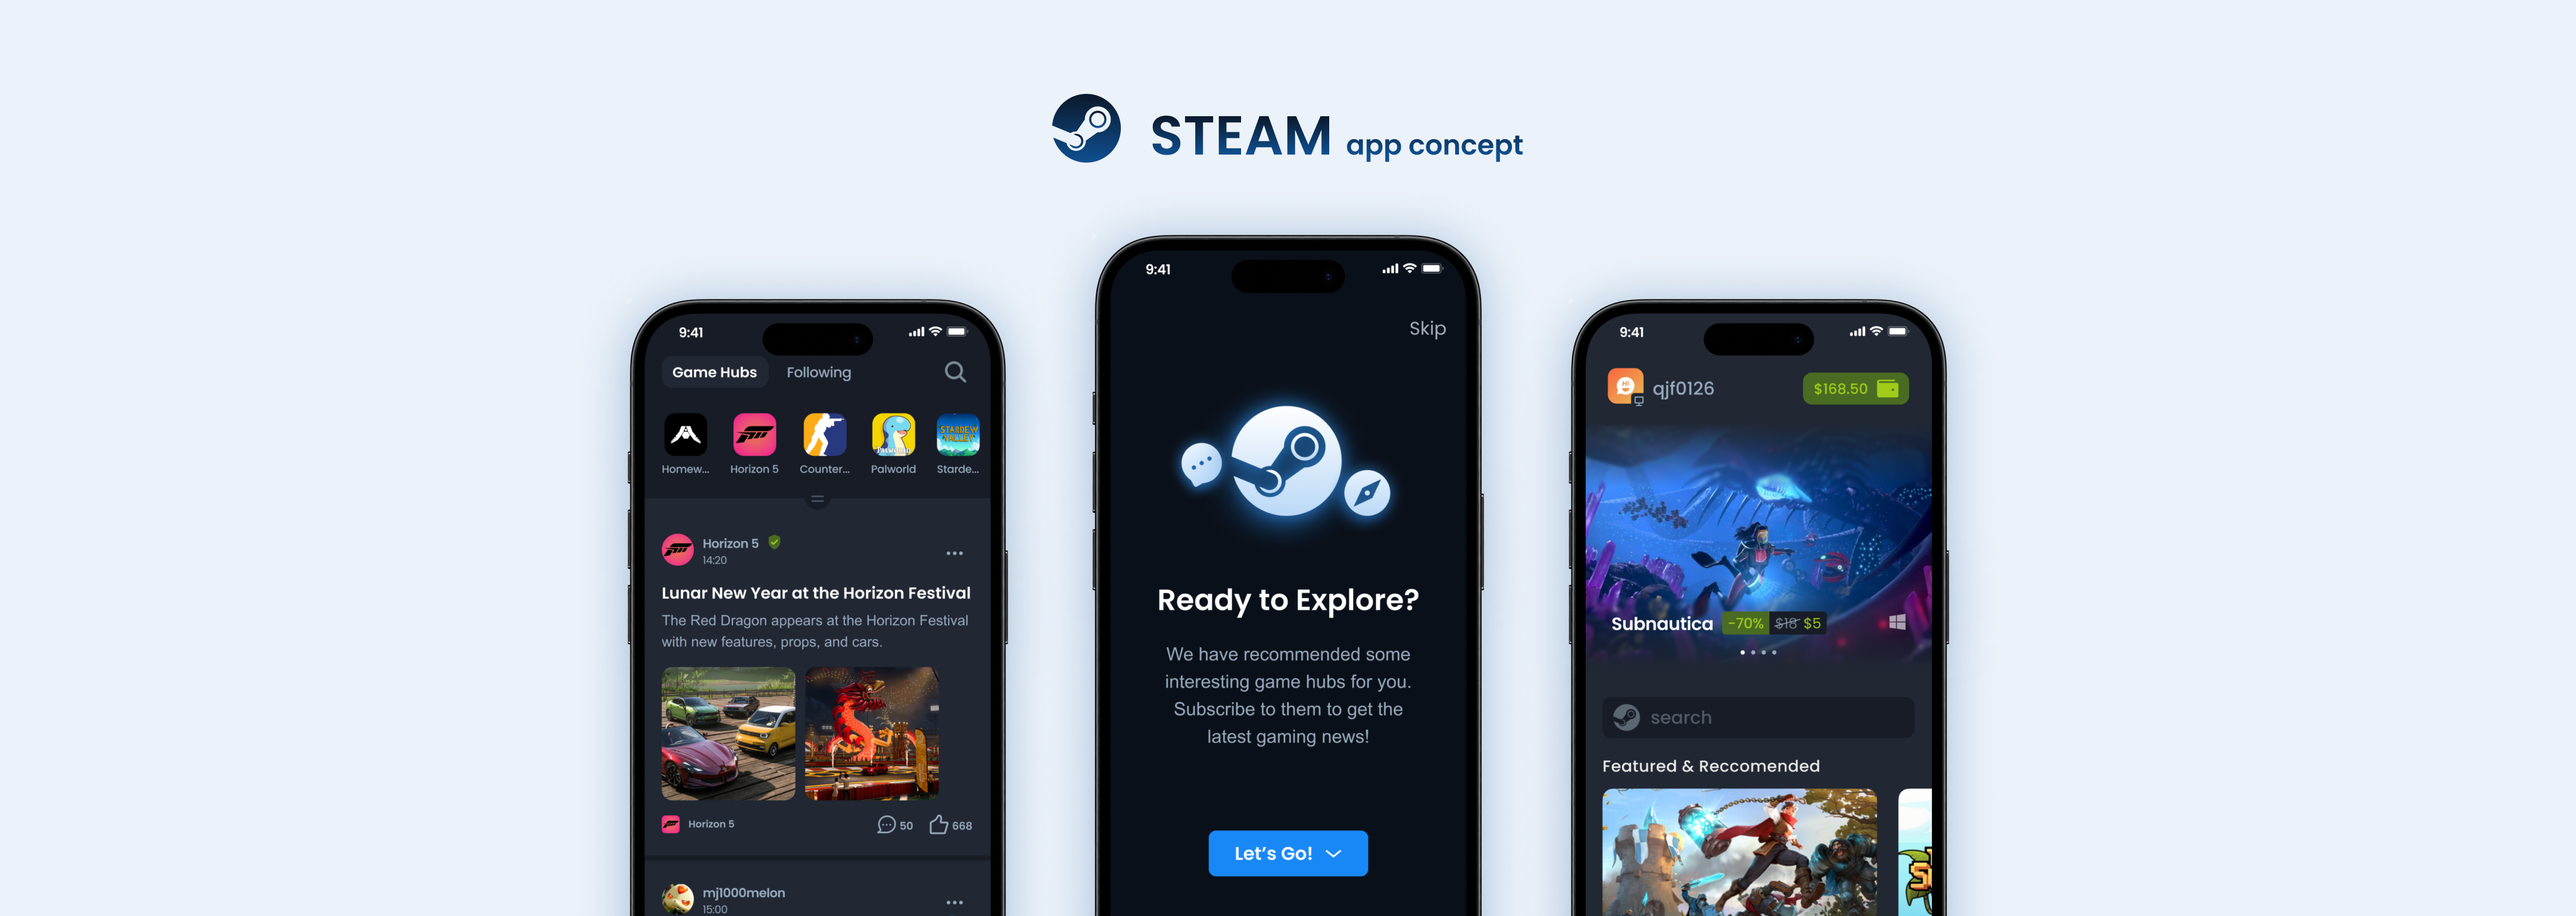 STEAM app concept
9:41
Game Hubs Following
Homew... Horizon 5 Counter... Palworld Starde...
STARDEW
VALLEY
Palworld
Horizon 5
14:20
Lunar New Year at the Horizon Festival
The Red Dragon appears at the Horizon Festival
with new features, props, and cars.
Horizon 5 50 668
mj1000melon
15:00
9:41
Skip
Ready to Explore?
We have recommended some
interesting game hubs for you.
Subscribe to them to get the
latest gaming news!
Let's Go!
9:41
Hi
qjf0126 $168.50
Subnautica -70% $18 $5
search
Featured & Reccomended